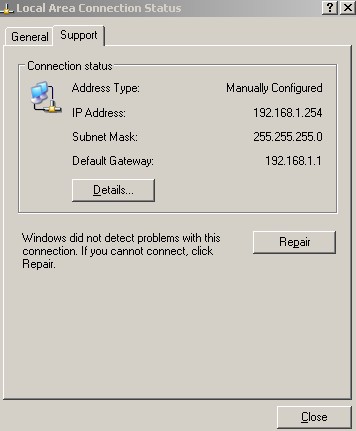 Local Area Connection Status
General Support
Connection status
Address Type: Manually Configured
IP Address: 192.168.1.254
Subnet Mask: 255.255.255.0
Default Gateway: 192.168.1.1
Details...
Windows did not detect problems with this
connection. If you cannot connect, click
Repair.
Repair
Close